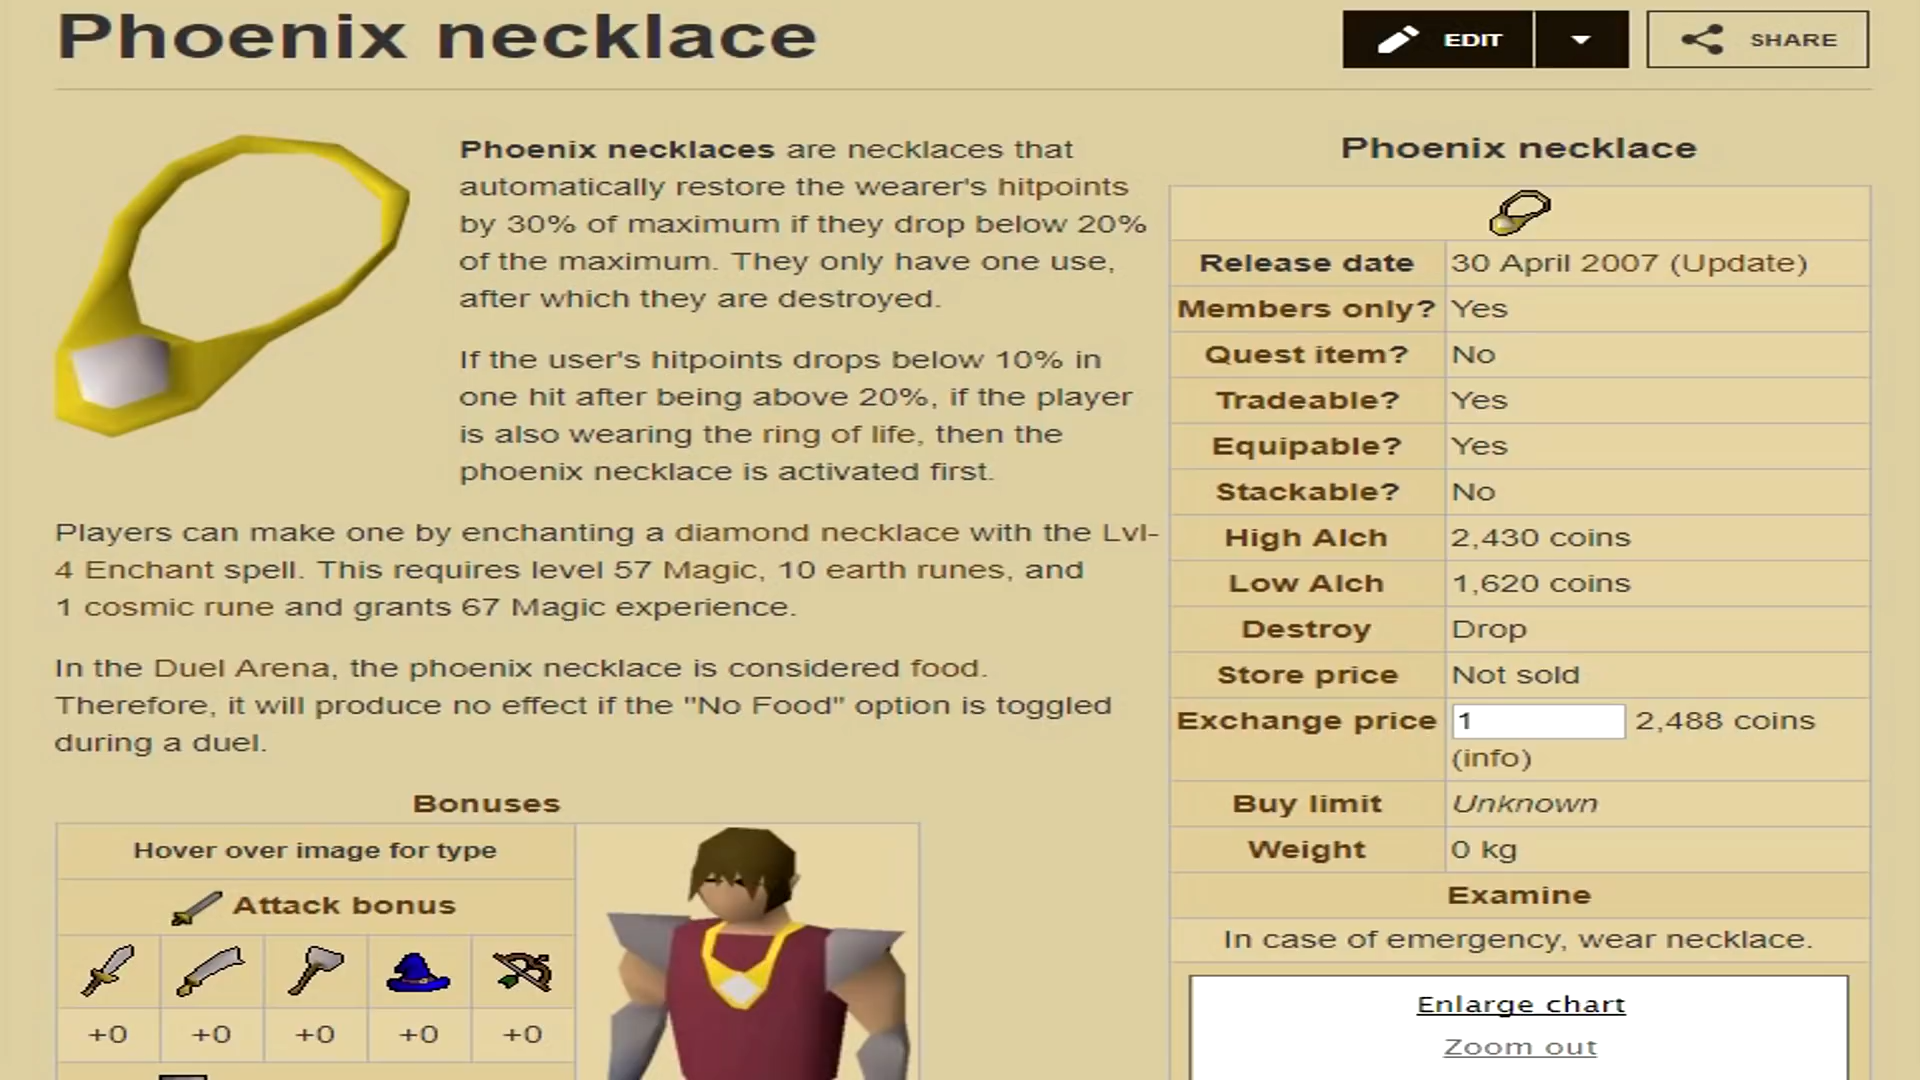 Phoenix necklace
EDIT
SHARE
Phoenix necklaces are necklaces that
automatically restore the wearer's hitpoints
by 30% of maximum if they drop below 20%
of the maximum. They only have one use,
after which they are destroyed.
If the user's hitpoints drops below 10% in
one hit after being above 20%, if the player
is also wearing the ring of life, then the
phoenix necklace is activated first.
Players can make one by enchanting a diamond necklace with the Lvl-
4 Enchant spell. This requires level 57 Magic, 10 earth runes, and
1 cosmic rune and grants 67 Magic experience.
In the Duel Arena, the phoenix necklace is considered food.
Therefore, it will produce no effect if the "No Food" option is toggled
during a duel.
Bonuses
Hover over image for type
Attack bonus
+0 +0 +0 +0 +0
Phoenix necklace
Release date 30 April 2007 (Update)
Members only? Yes
Quest item? No
Tradeable? Yes
Equipable? Yes
Stackable? No
High Alch 2,430 coins
Low Alch 1,620 coins
Destroy Drop
Store price Not sold
Exchange price 1 2,488 coins
(info)
Buy limit Unknown
Weight 0 kg
Examine
In case of emergency, wear necklace.
Enlarge chart
Zoom out